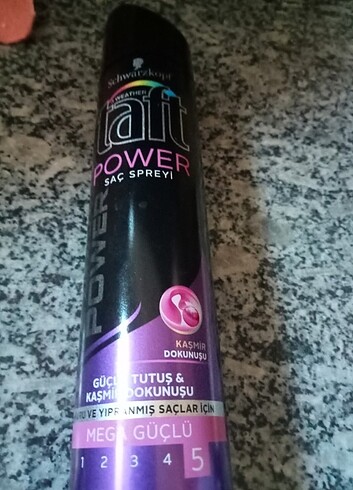 Schwarzkopf
WEATHER
taft
POWER
SAÇ SPREYİ
POWER
KAŞMİR
DOKUNUŞU
GÜÇLÜ TUTUŞ &
KAŞMİR DOKUNUŞU
VE YIPRANMIŞ SAÇLAR İÇİN
MEGA GÜÇLÜ
1 2 3 4 5